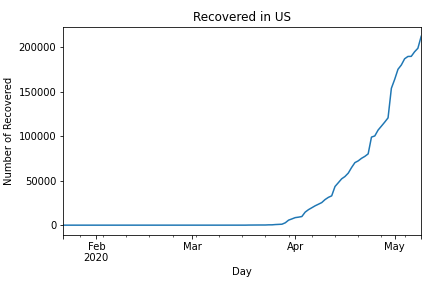 Recovered in US
Number of Recovered
200000
150000
100000
50000
0
Feb
2020
Mar
Apr
May
Day